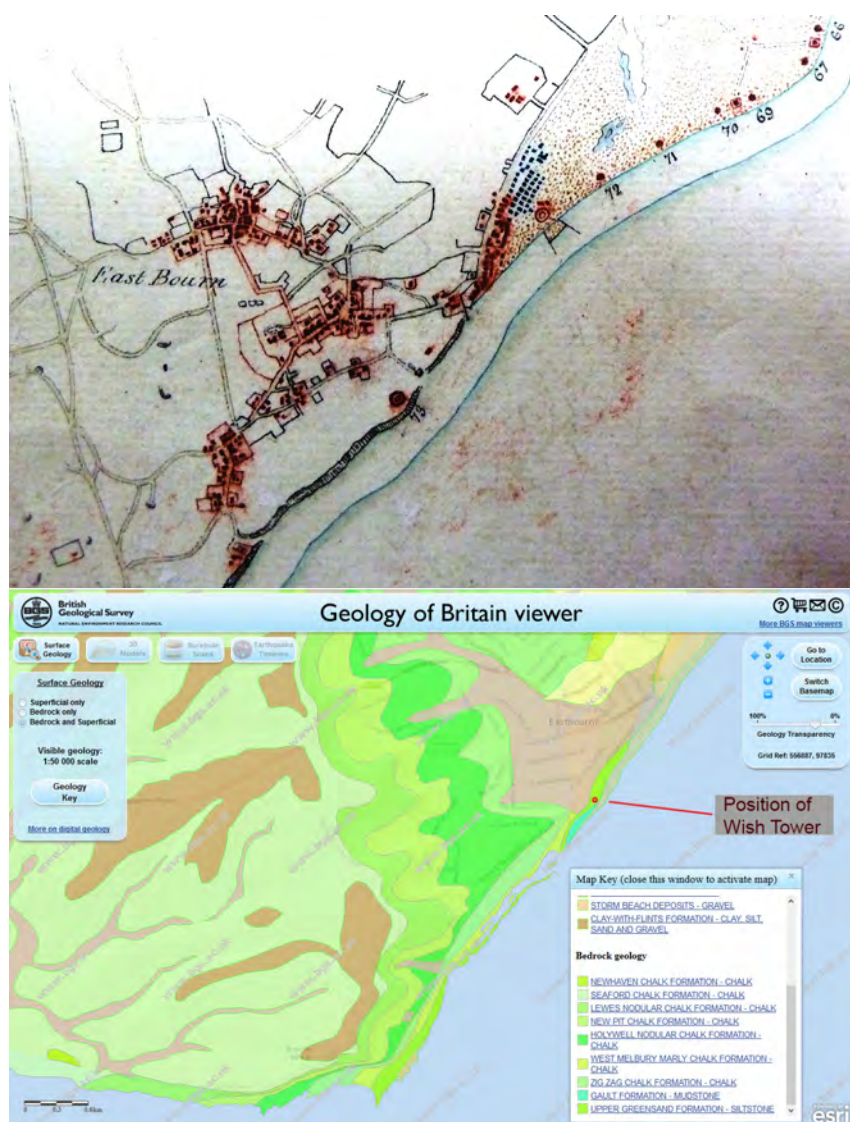 66
67
69
70
71
72
East Bourn
73
BGS
British
Geological Survey
NATURAL ENVIRONMENT RESEARCH COUNCIL
Geology of Britain viewer
More BGS map viewers
Surface
Geology
3D
Models
Borehole
Scans
Earthquake
Timeline
Surface Geology
Superficial only
Bedrock only
Bedrock and Superficial
Visible geology:
1:50 000 scale
Geology
Key
More on digital geology
Go to
Location
Switch
Basemap
100%
0%
Geology Transparency
Grid Ref: 556887, 97835
Eastbourne
Position of
Wish Tower
Map Key (close this window to activate map)
STORM BEACH DEPOSITS - GRAVEL
CLAY-WITH-FLINTS FORMATION - CLAY, SILT,
SAND AND GRAVEL
Bedrock geology
NEWHAVEN CHALK FORMATION - CHALK
SEAFORD CHALK FORMATION - CHALK
LEWES NODULAR CHALK FORMATION - CHALK
NEW PIT CHALK FORMATION - CHALK
HOLYWELL NODULAR CHALK FORMATION -
CHALK
WEST MELBURY MARLY CHALK FORMATION -
CHALK
ZIG ZAG CHALK FORMATION - CHALK
GAULT FORMATION - MUDSTONE
UPPER GREENSAND FORMATION - SILTSTONE
www.bgs.ac.uk
esri